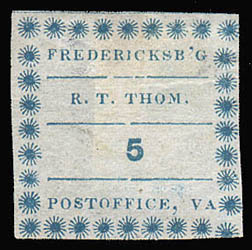 FREDERICKSB'G
R. T. THOM.
5
POSTOFFICE, VA